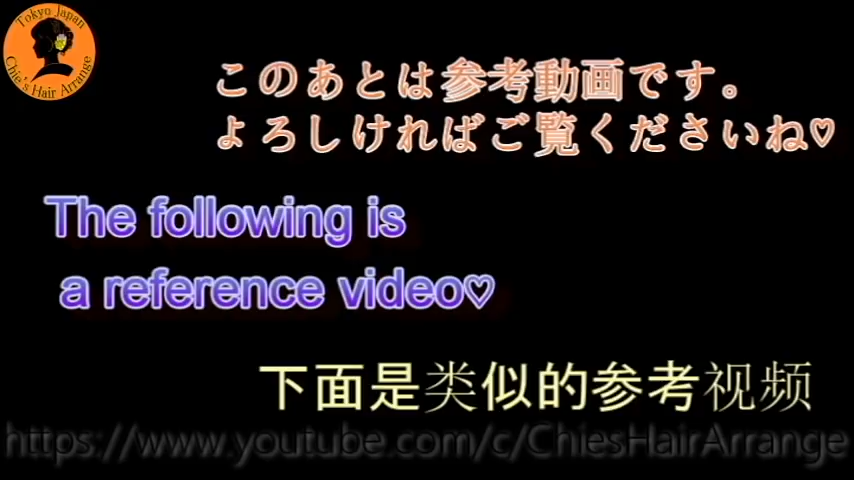 Tokyo Japan
Chie's Hair Arrange
このあとは参考動画です。
よろしければご覧くださいね♡
The following is
a reference video♡
下面是类似的参考视频
https://www.youtube.com/c/ChiesHairArrange